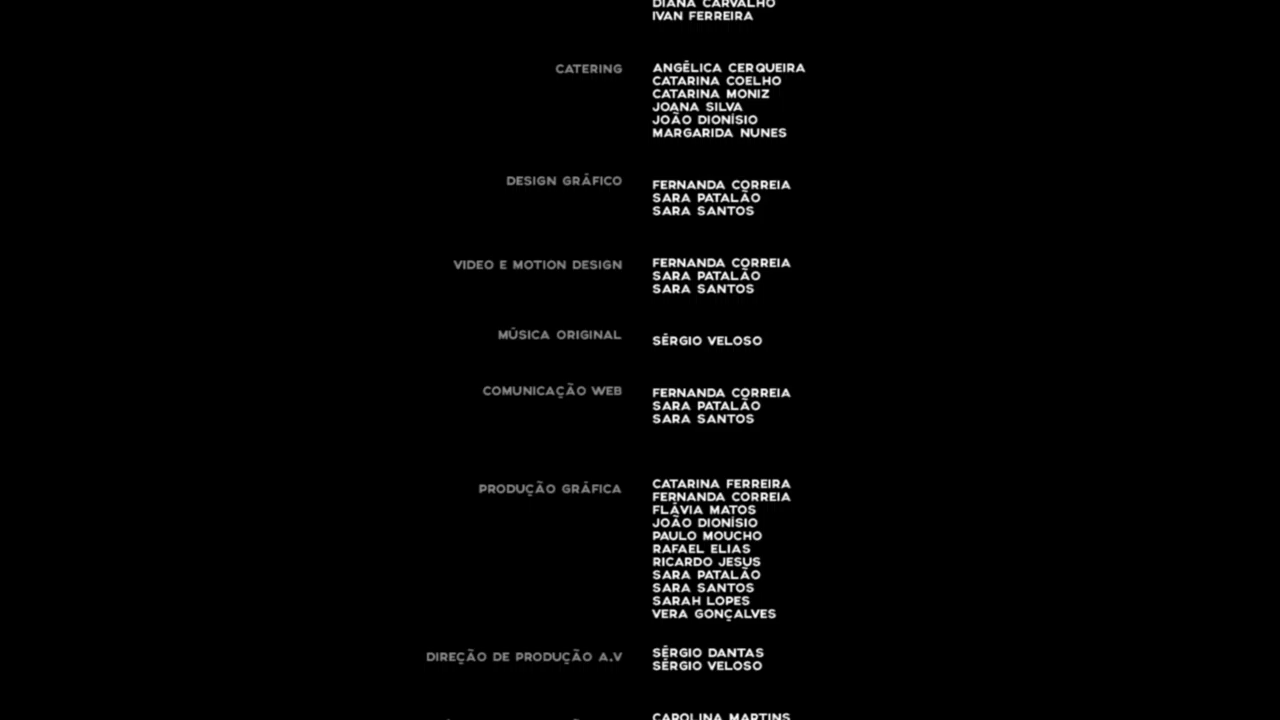 DIANA CARVALHO
IVAN FERREIRA
CATERING
ANGÉLICA CERQUEIRA
CATARINA COELHO
CATARINA MONIZ
JOANA SILVA
JOÃO DIONÍSIO
MARGARIDA NUNES
DESIGN GRÁFICO
FERNANDA CORREIA
SARA PATALÃO
SARA SANTOS
VIDEO E MOTION DESIGN
FERNANDA CORREIA
SARA PATALÃO
SARA SANTOS
MÚSICA ORIGINAL
SÉRGIO VELOSO
COMUNICAÇÃO WEB
FERNANDA CORREIA
SARA PATALÃO
SARA SANTOS
PRODUÇÃO GRÁFICA
CATARINA FERREIRA
FERNANDA CORREIA
FLÁVIA MATOS
JOÃO DIONÍSIO
PAULO MOUCHO
RAFAEL ELIAS
RICARDO JESUS
SARA PATALÃO
SARA SANTOS
SARAH LOPES
VERA GONÇALVES
DIREÇÃO DE PRODUÇÃO A.V
SÉRGIO DANTAS
SÉRGIO VELOSO
CAROLINA MARTINS